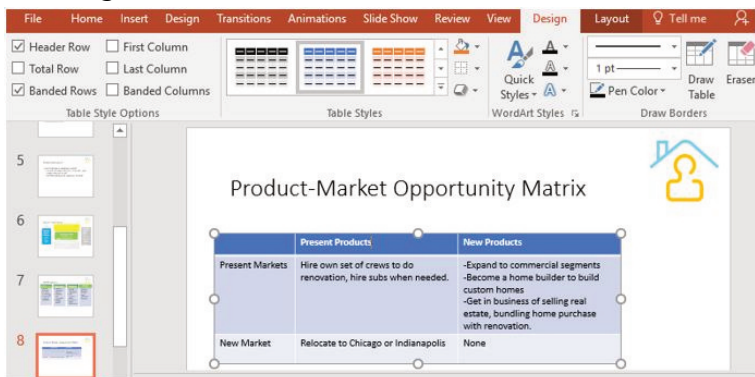 File Home Insert Design Transitions Animations Slide Show Review View Design Layout Tell me
Header Row First Column
Total Row Last Column
Banded Rows Banded Columns
Table Style Options
Table Styles
Quick
Styles
WordArt Styles
1 pt
Pen Color
Draw
Table
Eraser
Draw Borders
5
6
7
8
Product-Market Opportunity Matrix
Present Products New Products
Present Markets Hire own set of crews to do
renovation, hire subs when needed.
-Expand to commercial segments
-Become a home builder to build
custom homes
-Get in business of selling real
estate, bundling home purchase
with renovation.
New Market Relocate to Chicago or Indianapolis None